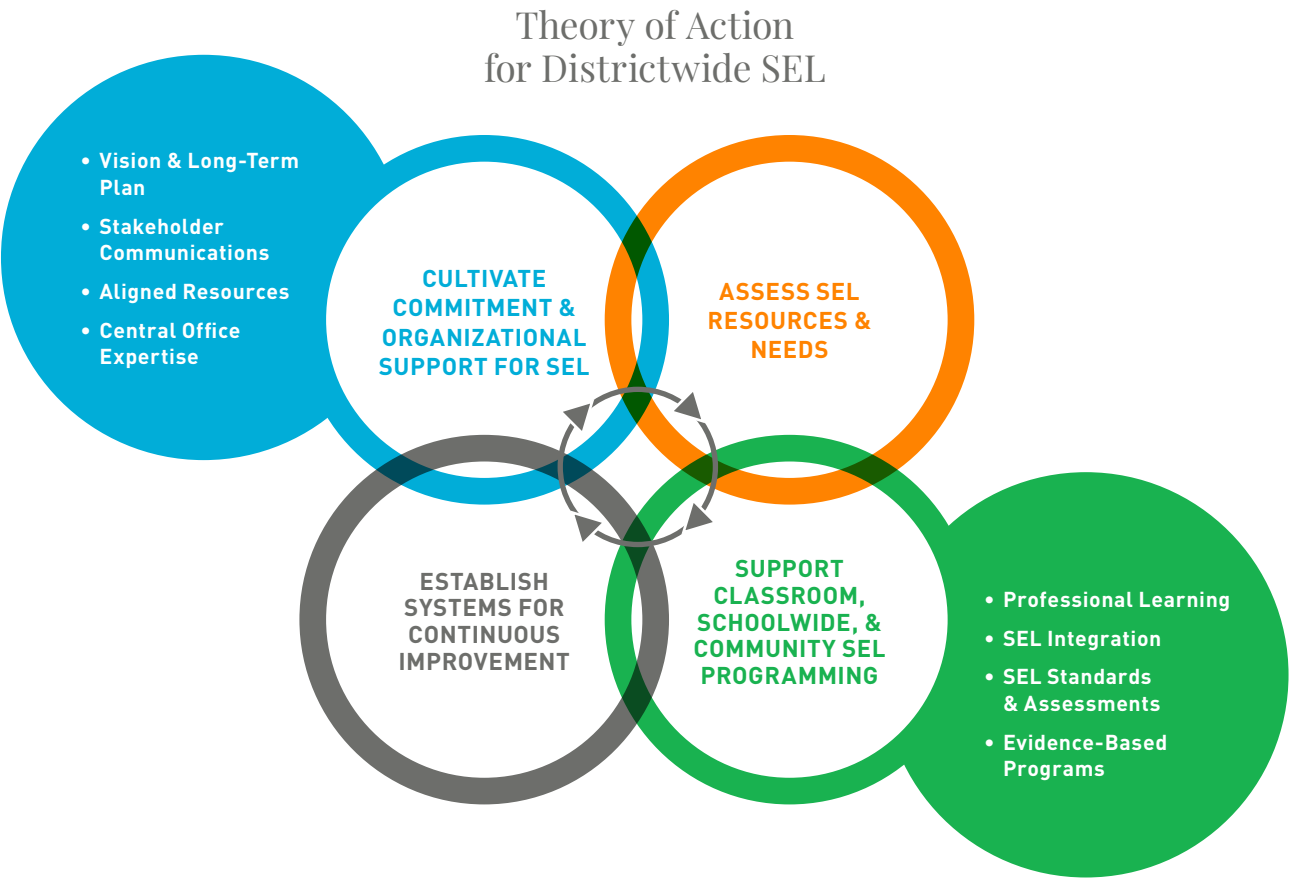 Theory of Action
for Districtwide SEL
• Vision & Long-Term
Plan
• Stakeholder
Communications
• Aligned Resources
• Central Office
Expertise
CULTIVATE
COMMITMENT &
ORGANIZATIONAL
SUPPORT FOR SEL
ASSESS SEL
RESOURCES &
NEEDS
ESTABLISH
SYSTEMS FOR
CONTINUOUS
IMPROVEMENT
SUPPORT
CLASSROOM,
SCHOOLWIDE, &
COMMUNITY SEL
PROGRAMMING
• Professional Learning
• SEL Integration
• SEL Standards
& Assessments
• Evidence-Based
Programs